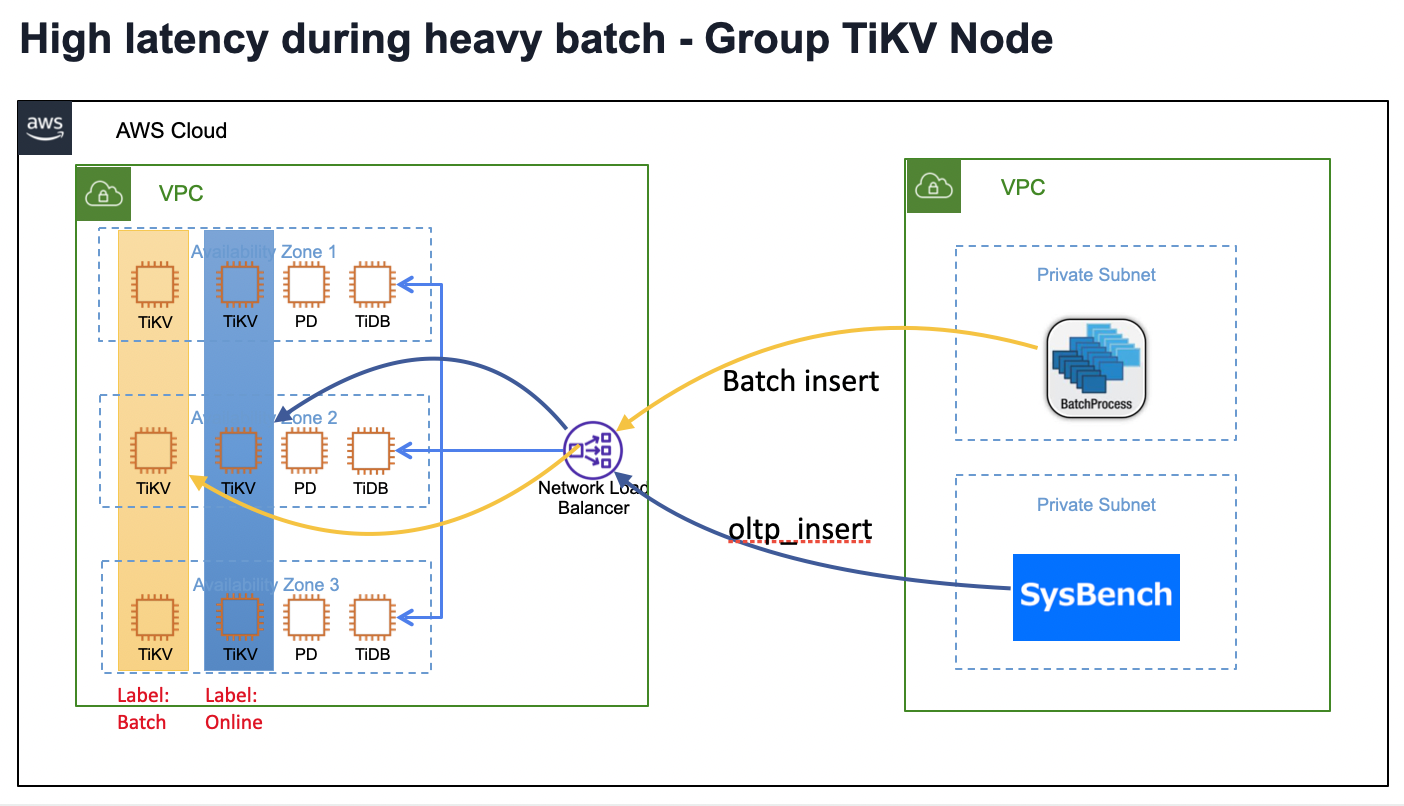 High latency during heavy batch - Group TiKV Node
aws
AWS Cloud
VPC
Availability Zone 1
TiKV
TiKV
PD
TiDB
Availability Zone 2
TiKV
TiKV
PD
TiDB
Availability Zone 3
TiKV
TiKV
PD
TiDB
Label:
Batch
Label:
Online
Network Load
Balancer
Batch insert
oltp_insert
VPC
Private Subnet
BatchProcess
Private Subnet
SysBench